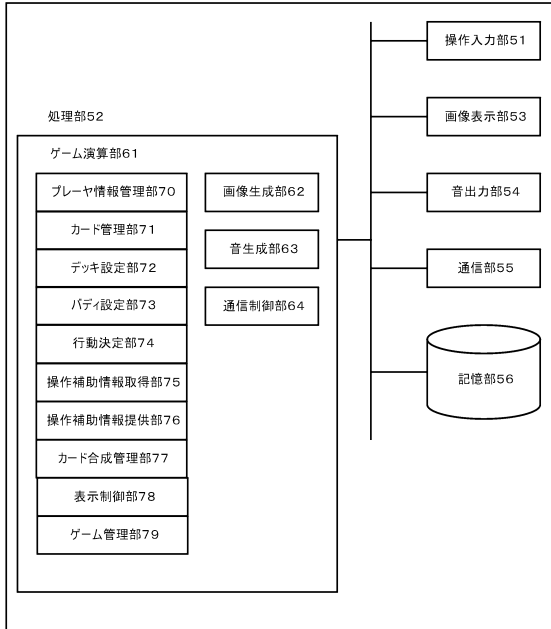 処理部52
ゲーム演算部61
プレーヤ情報管理部70
カード管理部71
デッキ設定部72
バディ設定部73
行動決定部74
操作補助情報取得部75
操作補助情報提供部76
カード合成管理部77
表示制御部78
ゲーム管理部79
画像生成部62
音生成部63
通信制御部64
操作入力部51
画像表示部53
音出力部54
通信部55
記憶部56